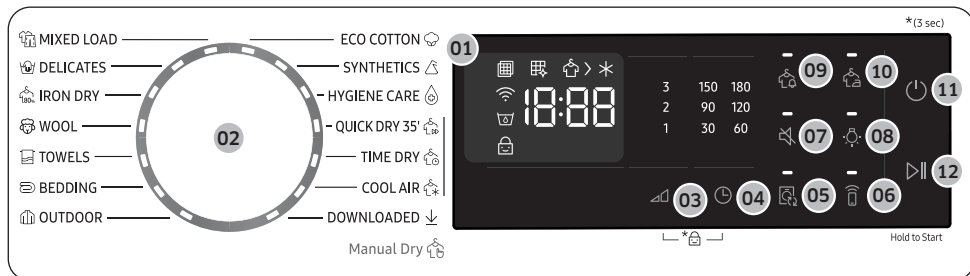 *(3 sec)
MIXED LOAD
ECO COTTON
01
DELICATES
SYNTHETICS
09
10
IRON DRY
HYGIENE CARE
11
18:88
3 150 180
WOOL
02
QUICK DRY 35'
2 90 120
1 30 60
07
08
TOWELS
TIME DRY
12
BEDDING
COOL AIR
03
04
05
06
OUTDOOR
DOWNLOADED
*
Hold to Start
Manual Dry